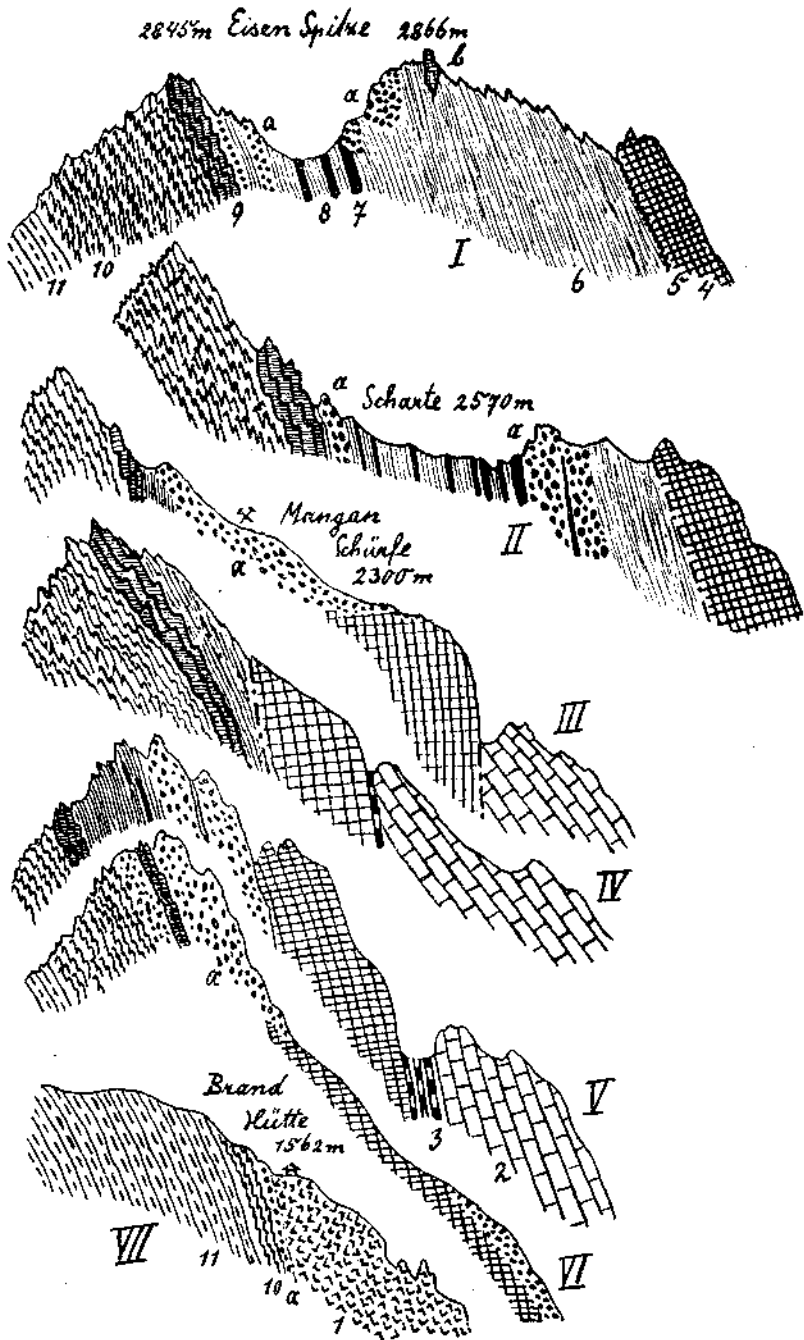 2845m Eisen Spitze 2866m
b
a
a
9
8
7
I
11
10
6
5
4
a
Scharte 2570m
a
II
Mangan
Schürfe
a
2300m
III
IV
a
V
Brand
Hütte
1562m
3
2
VII
11
10
a
1
VI